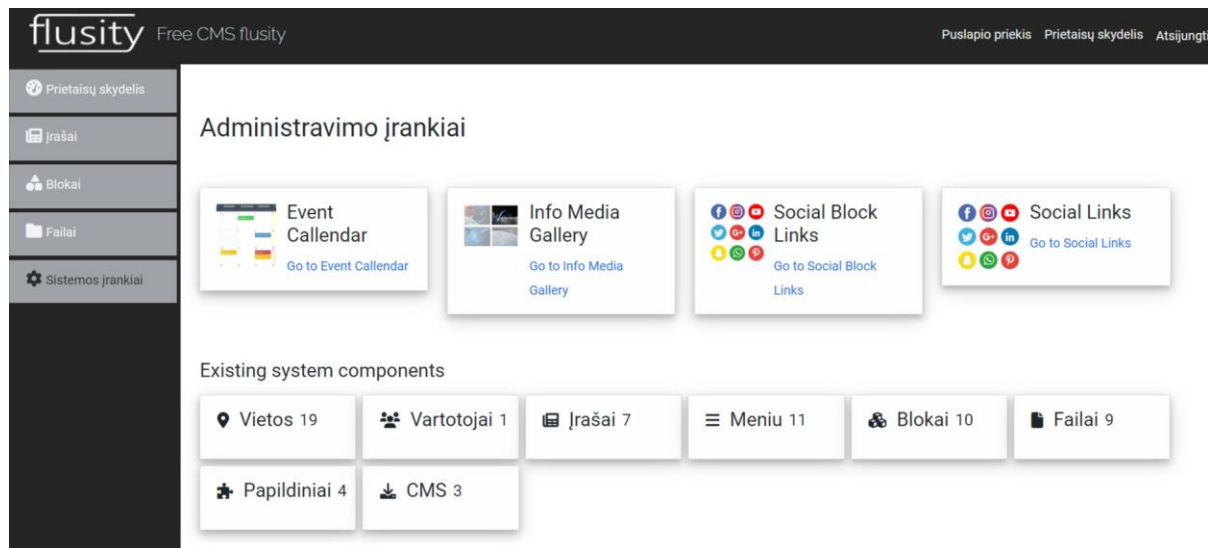 flusity Free CMS flusity
Puslapio priekis Prietaisų skydelis Atsijungti
Prietaisų skydelis
Įrašai
Blokai
Failai
Sistemos įrankiai
Administravimo įrankiai
Event
Callendar
Go to Event Callendar
Info Media
Gallery
Go to Info Media
Gallery
Social Block
Links
Go to Social Block
Links
Social Links
Go to Social Links
Existing system components
Vietos 19
Vartotojai 1
Įrašai 7
Meniu 11
Blokai 10
Failai 9
Papildiniai 4
CMS 3